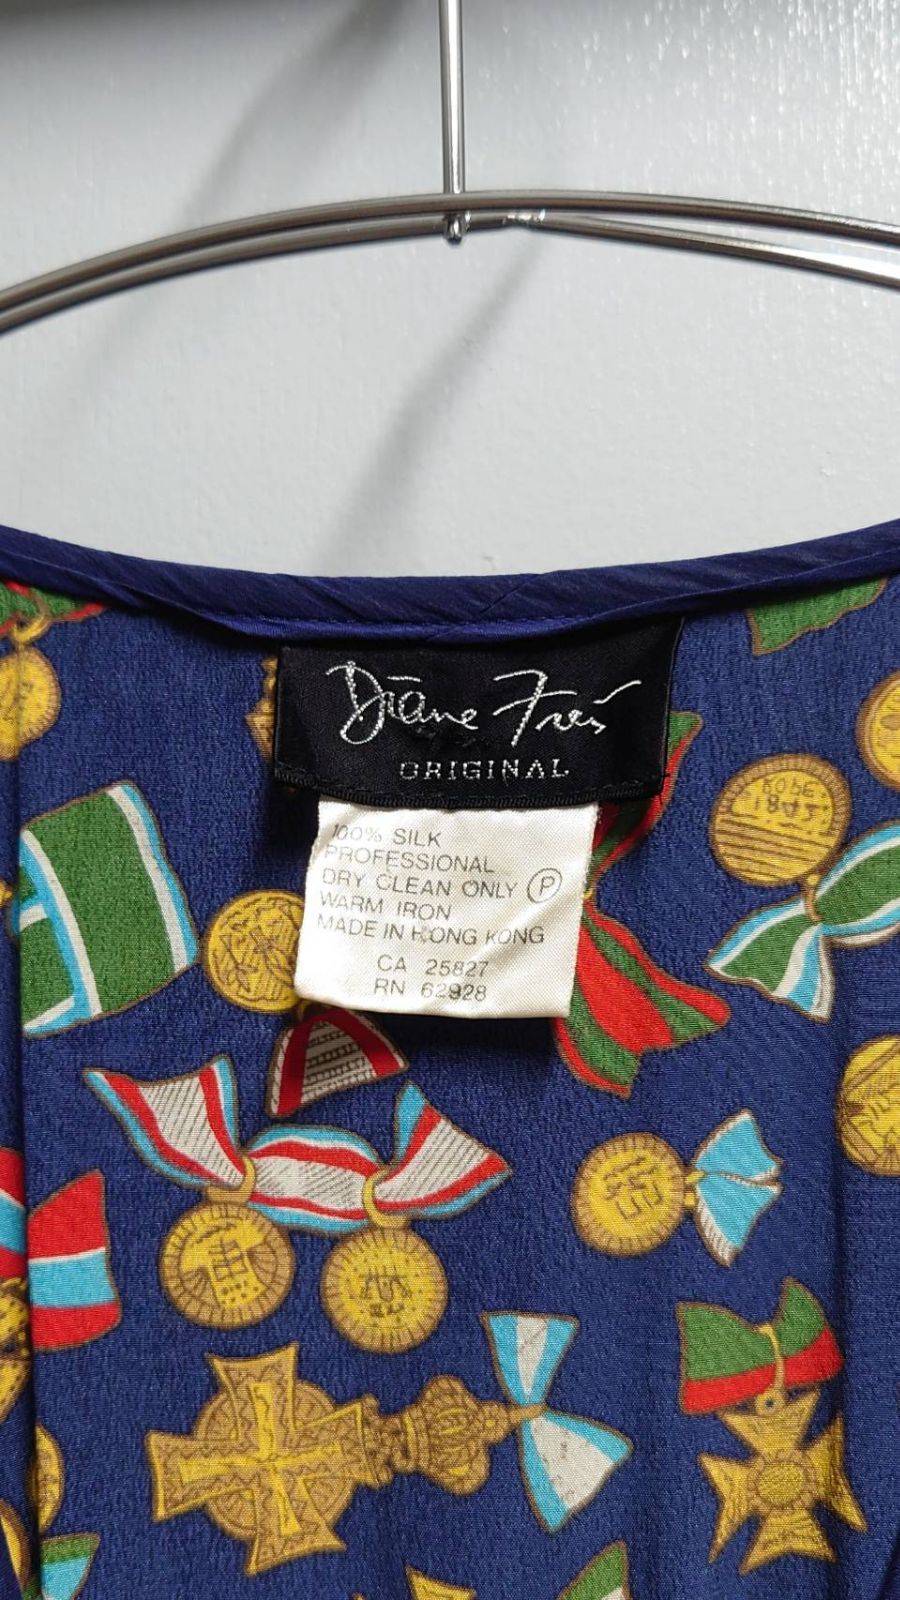 Diane Freis
ORIGINAL
100% SILK
PROFESSIONAL
DRY CLEAN ONLY P
WARM IRON
MADE IN HONG KONG
CA 25827
RN 62928